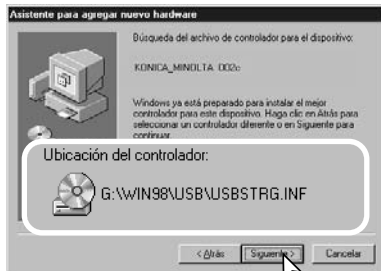 Asistente para agregar nuevo hardware
Búsqueda del archivo de controlador para el dispositivo:
KONICA_MINOLTA 002c
Windows ya está preparado para instalar el mejor
controlador para este dispositivo. Haga clic en Atrás para
seleccionar un controlador diferente o en Siguiente para
continuar.
Ubicación del controlador:
G:\WIN98\USB\USBSTRG.INF
< Atrás
Siguiente >
Cancelar